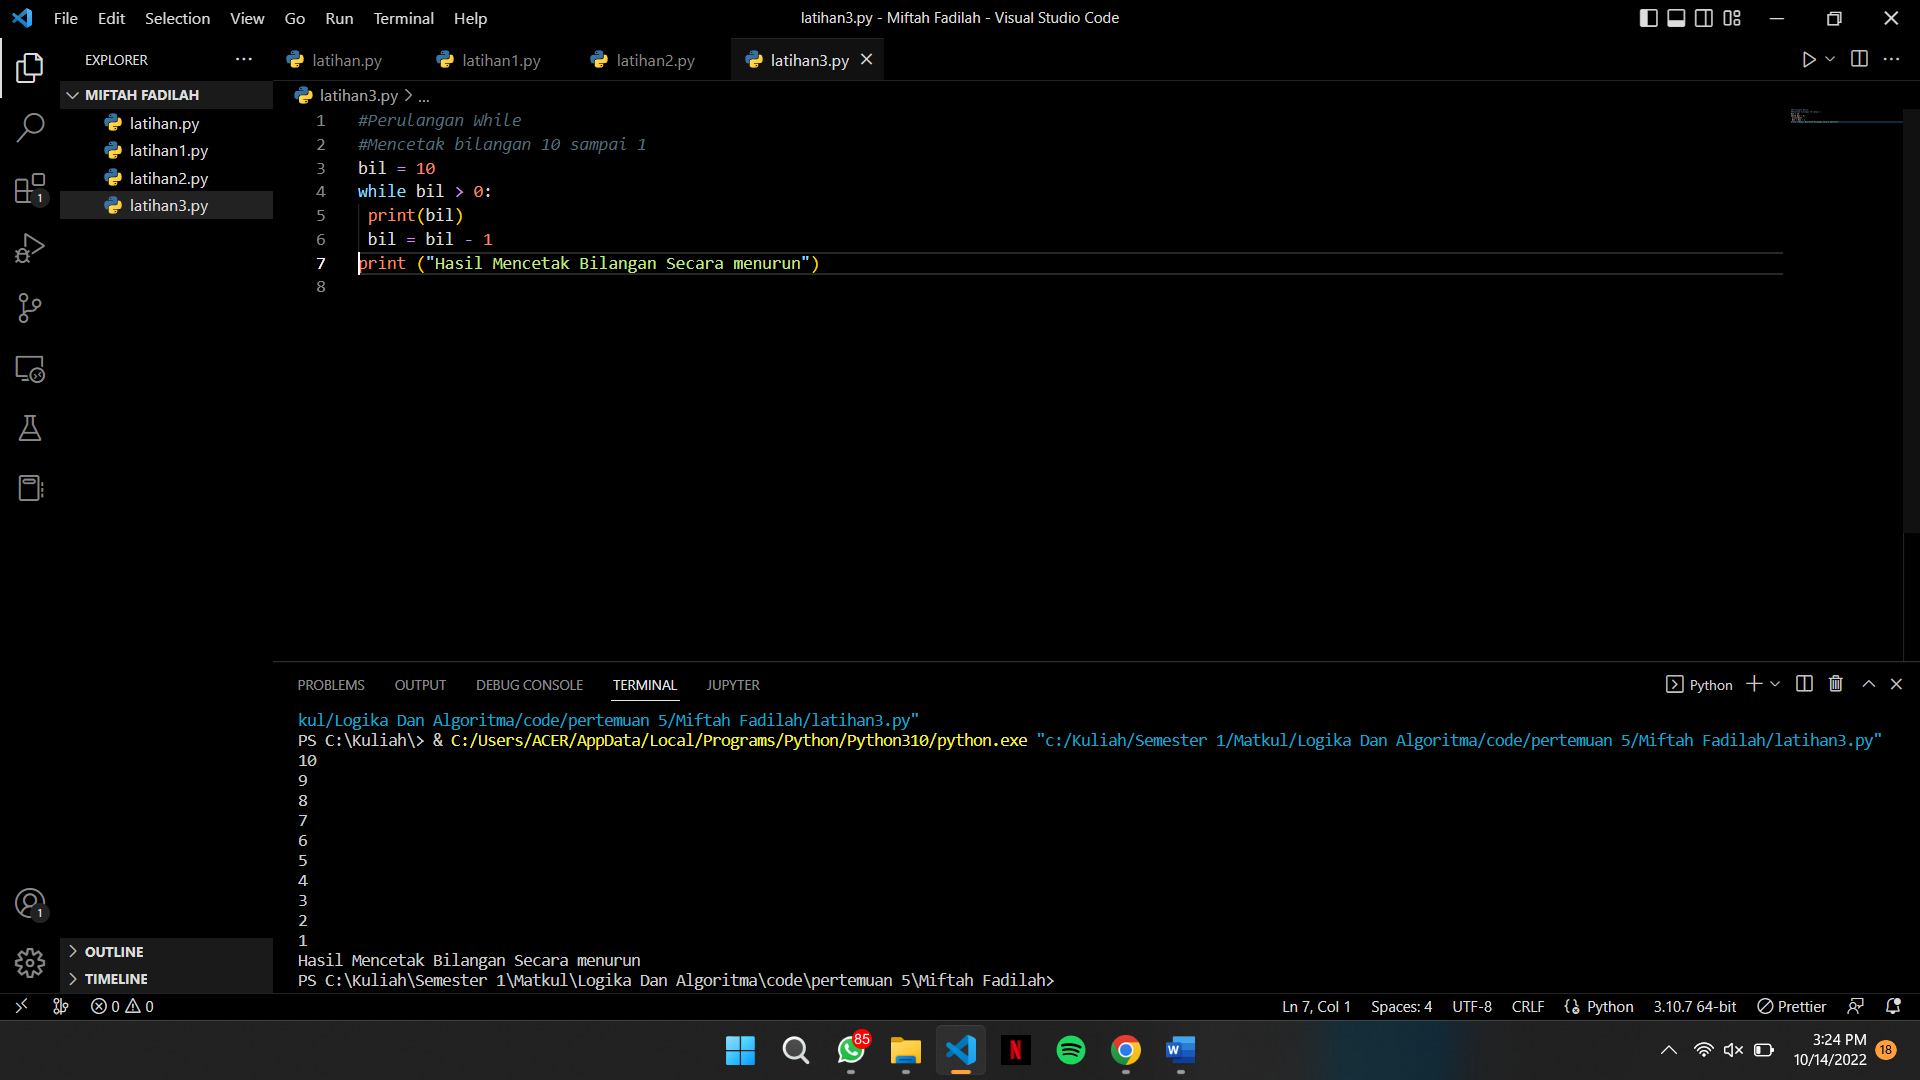 File Edit Selection View Go Run Terminal Help
latihan3.py - Miftah Fadilah - Visual Studio Code
EXPLORER
latihan.py
latihan1.py
latihan2.py
latihan3.py
MIFTAH FADILAH
latihan.py
latihan1.py
latihan2.py
latihan3.py
latihan3.py > ...
1 #Perulangan While
2 #Mencetak bilangan 10 sampai 1
3 bil = 10
4 while bil > 0:
5 print(bil)
6 bil = bil - 1
7 print ("Hasil Mencetak Bilangan Secara menurun")
8
1
PROBLEMS OUTPUT DEBUG CONSOLE TERMINAL JUPYTER
Python
kul/Logika Dan Algoritma/code/pertemuan 5/Miftah Fadilah/latihan3.py"
PS C:\Kuliah\> & C:/Users/ACER/AppData/Local/Programs/Python/Python310/python.exe "c:/Kuliah/Semester 1/Matkul/Logika Dan Algoritma/code/pertemuan 5/Miftah Fadilah/latihan3.py"
10
9
8
7
6
5
4
3
2
1
Hasil Mencetak Bilangan Secara menurun
PS C:\Kuliah\Semester 1\Matkul\Logika Dan Algoritma\code\pertemuan 5\Miftah Fadilah>
1
OUTLINE
TIMELINE
0 0
Ln 7, Col 1 Spaces: 4 UTF-8 CRLF Python 3.10.7 64-bit Prettier
85
N
W
3:24 PM
10/14/2022
18